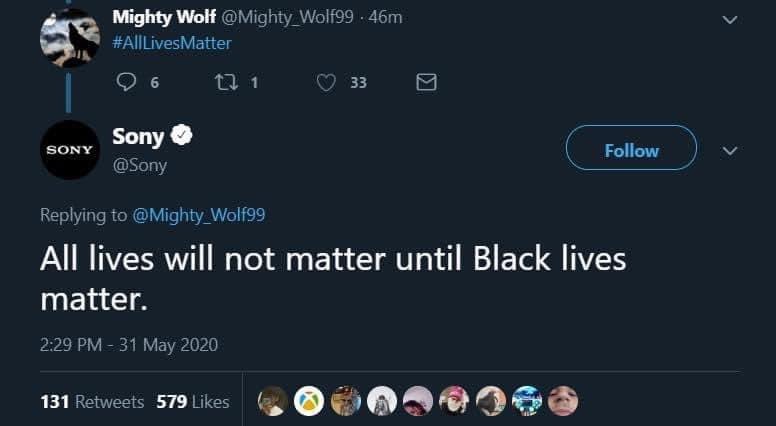 Mighty Wolf @Mighty_Wolf99 · 46m
#AllLivesMatter
6 1 33
SONY
Sony
@Sony
Follow
Replying to @Mighty_Wolf99
All lives will not matter until Black lives
matter.
2:29 PM - 31 May 2020
131 Retweets 579 Likes